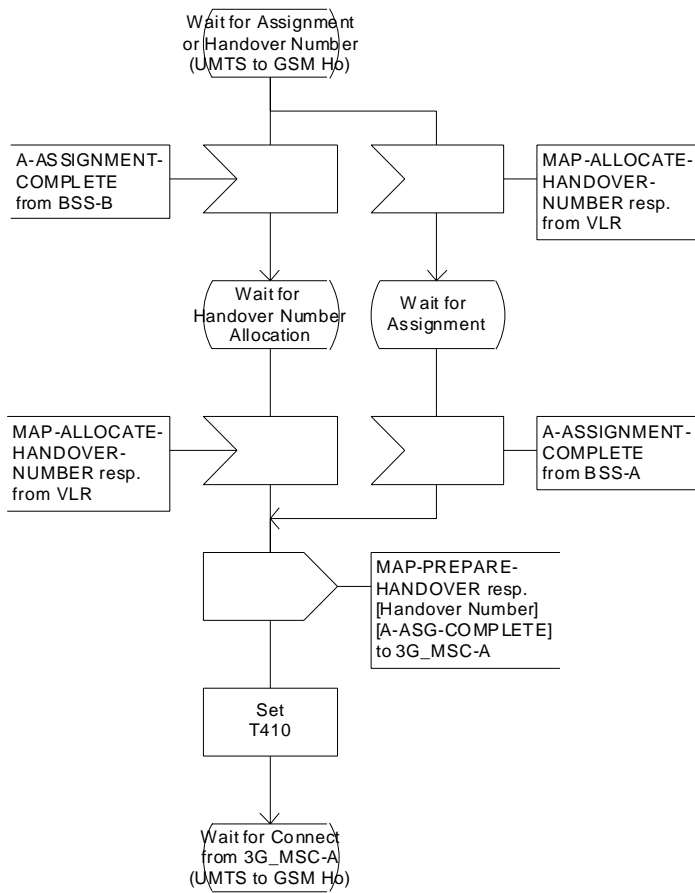 Wait for Assignment
or Handover Number
(UMTS to GSM Ho)
A-ASSIGNMENT-
COMPLETE
from BSS-B
MAP-ALLOCATE-
HANDOVER-
NUMBER resp.
from VLR
Wait for
Handover Number
Allocation
Wait for
Assignment
MAP-ALLOCATE-
HANDOVER-
NUMBER resp.
from VLR
A-ASSIGNMENT-
COMPLETE
from BSS-A
MAP-PREPARE-
HANDOVER resp.
[Handover Number]
[A-ASG-COMPLETE]
to 3G_MSC-A
Set
T410
Wait for Connect
from 3G_MSC-A
(UMTS to GSM Ho)